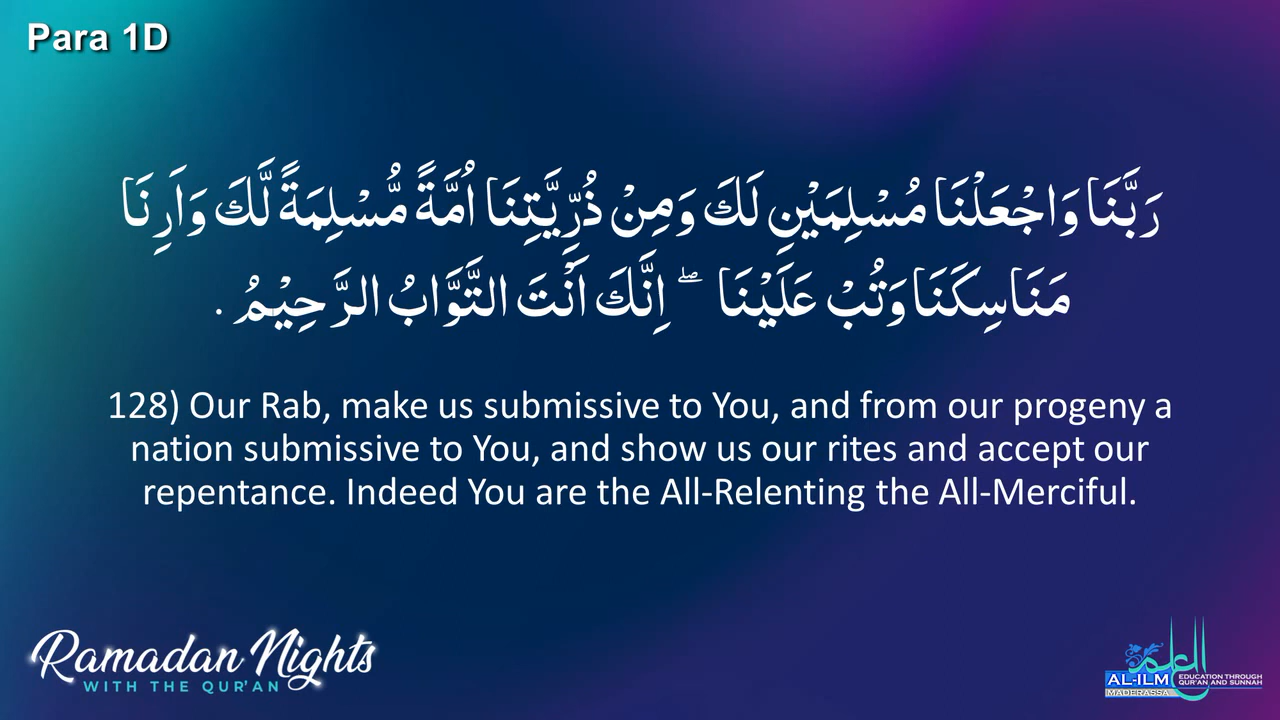 Para 1D
رَبَّنَا وَاجْعَلْنَا مُسْلِمَيْنِ لَكَ وَمِنْ ذُرِّيَّتِنَا اُمَّةً مُّسْلِمَةً لَّكَ وَاَرِنَا
مَنَاسِكَنَا وَتُبْ عَلَيْنَا ۖ اِنَّكَ اَنْتَ التَّوَّابُ الرَّحِيْمُ .
128) Our Rab, make us submissive to You, and from our progeny a
nation submissive to You, and show us our rites and accept our
repentance. Indeed You are the All-Relenting the All-Merciful.
Ramadan Nights
WITH THE QUR'AN
العلم
AL-ILM
MADERASSA
EDUCATION THROUGH
QUR'AN AND SUNNAH